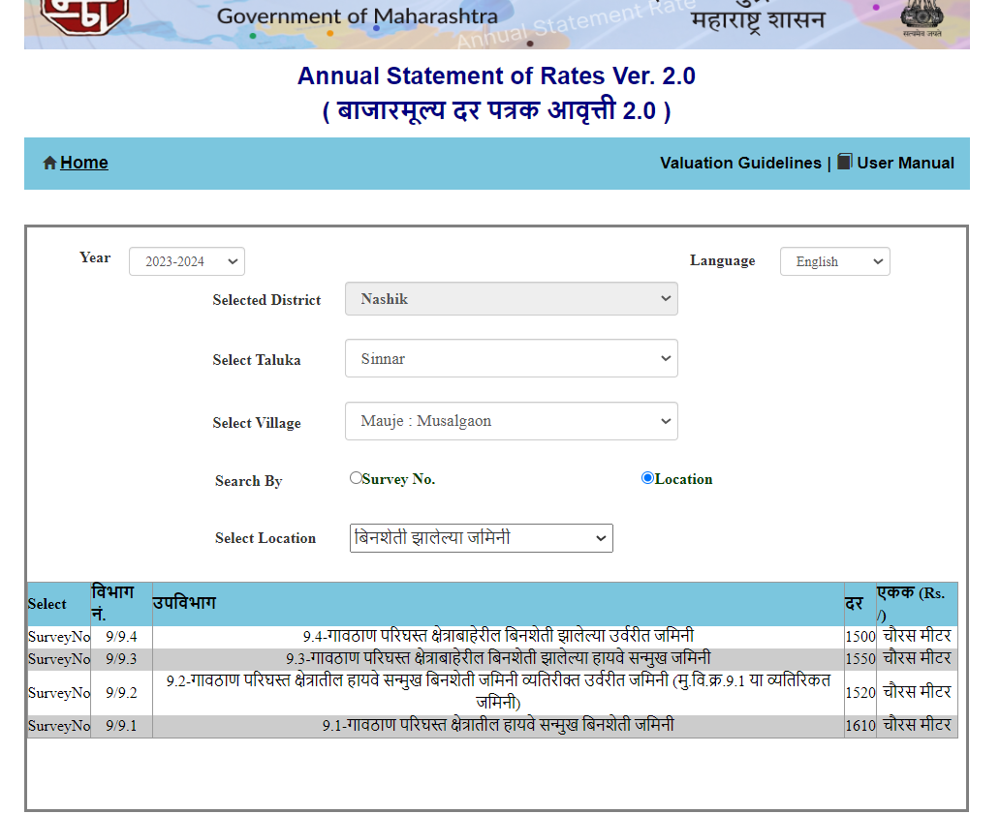 Government of Maharashtra
Annual Statement Rate
महाराष्ट्र शासन
सत्यमेव जयते
Annual Statement of Rates Ver. 2.0
( बाजारमूल्य दर पत्रक आवृत्ती 2.0 )
Home Valuation Guidelines | User Manual
Year 2023-2024 Language English
Selected District Nashik
Select Taluka Sinnar
Select Village Mauje : Musalgaon
Search By Survey No. Location
Select Location बिनशेती झालेल्या जमिनी
Select विभाग नं. उपविभाग दर एकक (Rs. /)
SurveyNo 9/9.4 9.4-गावठाण परिघस्त क्षेत्राबाहेरील बिनशेती झालेल्या उर्वरीत जमिनी 1500 चौरस मीटर
SurveyNo 9/9.3 9.3-गावठाण परिघस्त क्षेत्राबाहेरील बिनशेती झालेल्या हायवे सन्मुख जमिनी 1550 चौरस मीटर
SurveyNo 9/9.2 9.2-गावठाण परिघस्त क्षेत्रातील हायवे सन्मुख बिनशेती जमिनी व्यतिरीक्त उर्वरीत जमिनी (मु.वि.क्र.9.1 या व्यतिरिकत जमिनी) 1520 चौरस मीटर
SurveyNo 9/9.1 9.1-गावठाण परिघस्त क्षेत्रातील हायवे सन्मुख बिनशेती जमिनी 1610 चौरस मीटर